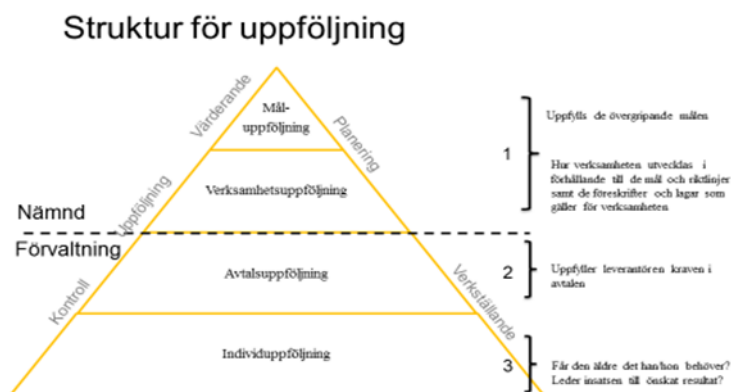 Struktur för uppföljning
Värderande
Planering
Mål-
uppföljning
1
Uppfylls de övergripande målen
Hur verksamheten utvecklas i
förhållande till de mål och riktlinjer
samt de föreskrifter och lagar som
gäller för verksamheten
Uppföljning
Verksamhetsuppföljning
Nämnd
Förvaltning
Kontroll
Verkställande
Avtalsuppföljning
2
Uppfyller leverantören kraven i
avtalen
Individuppföljning
3
Får den äldre det han/hon behöver?
Leder insatsen till önskat resultat?